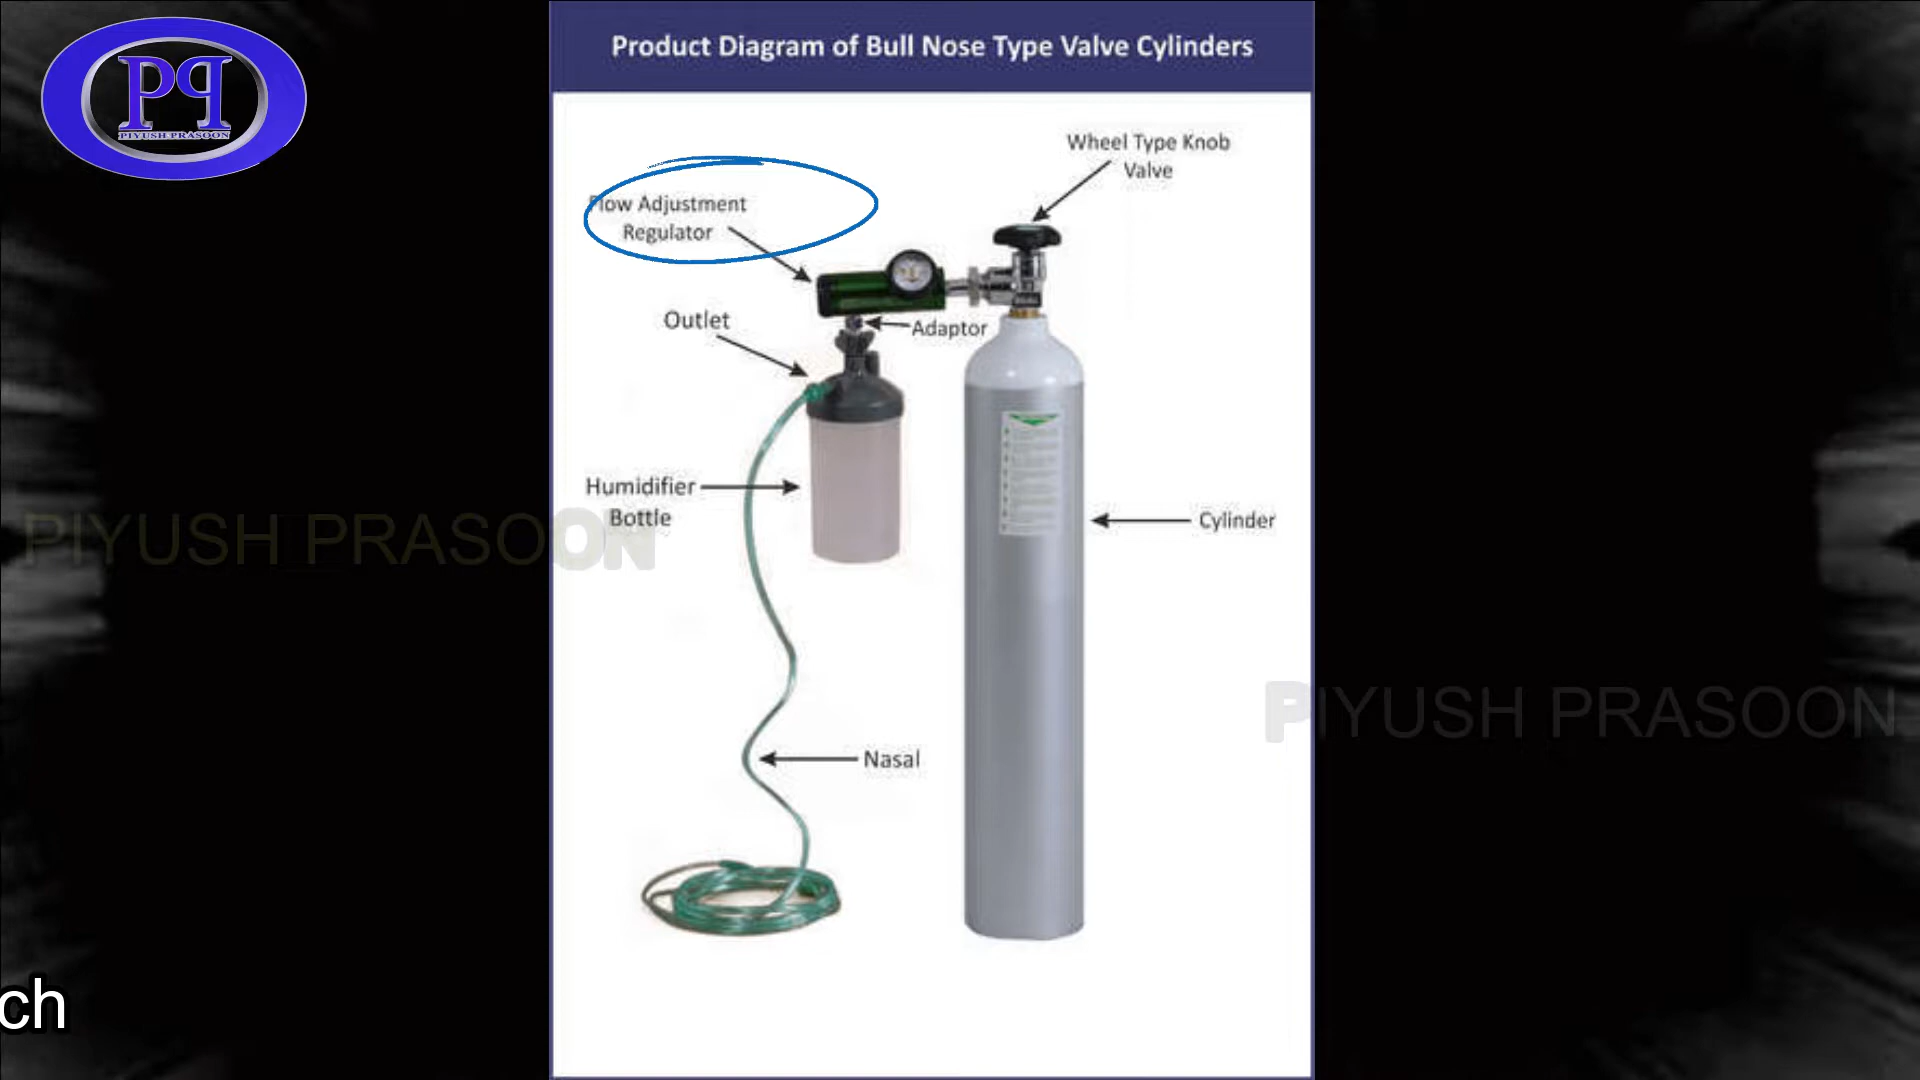 PP
PIYUSH PRASOON
Product Diagram of Bull Nose Type Valve Cylinders
Wheel Type Knob
Valve
Flow Adjustment
Regulator
Outlet
Adaptor
Humidifier
Bottle
Cylinder
PIYUSH PRASOON
PIYUSH PRASOON
Nasal
ch